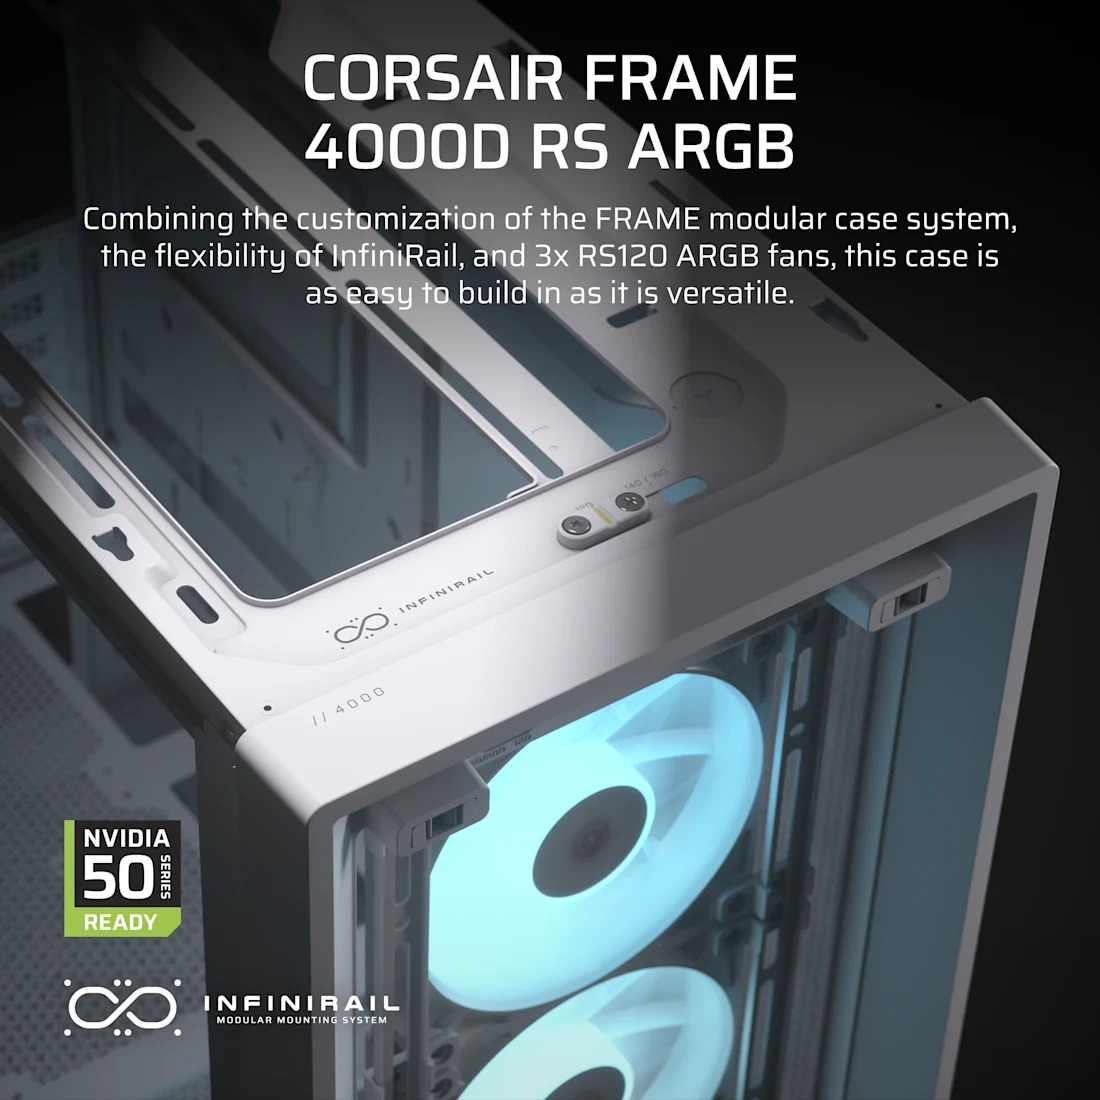 CORSAIR FRAME
4000D RS ARGB
Combining the customization of the FRAME modular case system,
the flexibility of InfiniRail, and 3x RS120 ARGB fans, this case is
as easy to build in as it is versatile.
140 / 160
INFINIRAIL
// 4000
NVIDIA
50 SERIES
READY
INFINIRAIL
MODULAR MOUNTING SYSTEM